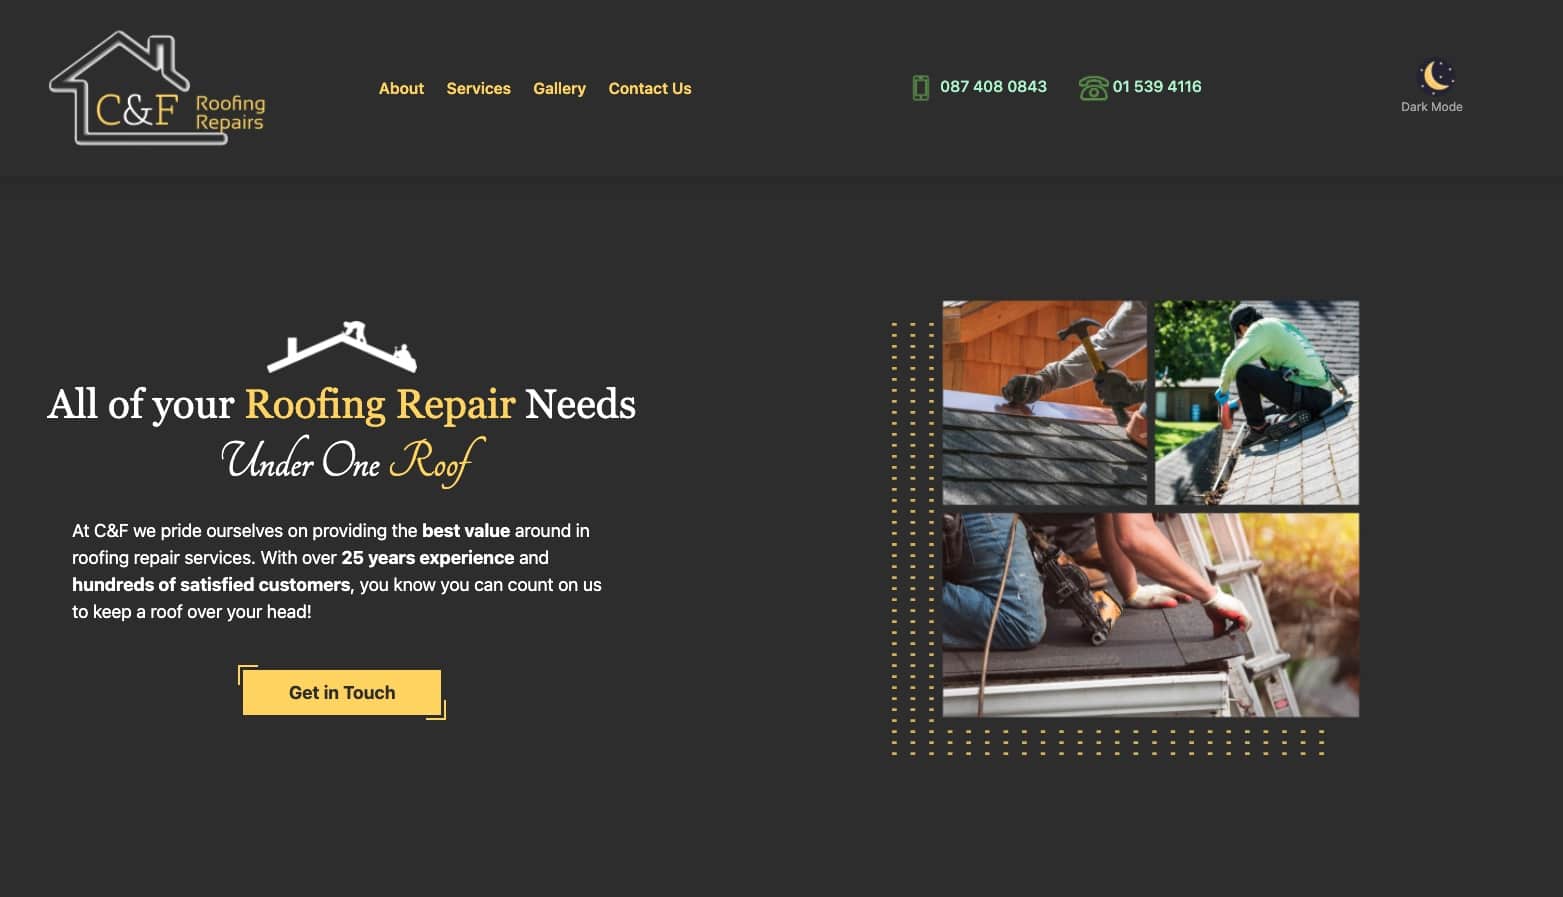 C&F Roofing
Repairs
About Services Gallery Contact Us
087 408 0843 01 539 4116
Dark Mode
All of your Roofing Repair Needs
Under One Roof
At C&F we pride ourselves on providing the best value around in
roofing repair services. With over 25 years experience and
hundreds of satisfied customers, you know you can count on us
to keep a roof over your head!
Get in Touch